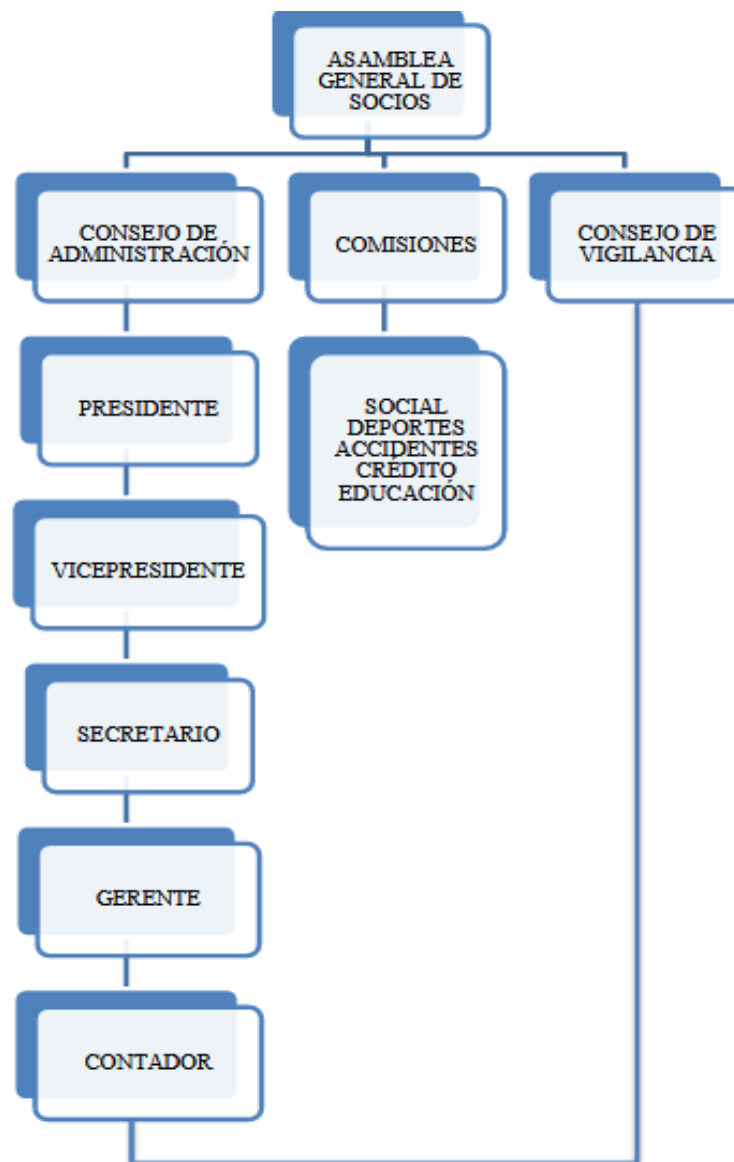 ASAMBLEA
GENERAL DE
SOCIOS
CONSEJO DE
ADMINISTRACIÓN
COMISIONES
CONSEJO DE
VIGILANCIA
PRESIDENTE
SOCIAL
DEPORTES
ACCIDENTES
CRÉDITO
EDUCACIÓN
VICEPRESIDENTE
SECRETARIO
GERENTE
CONTADOR